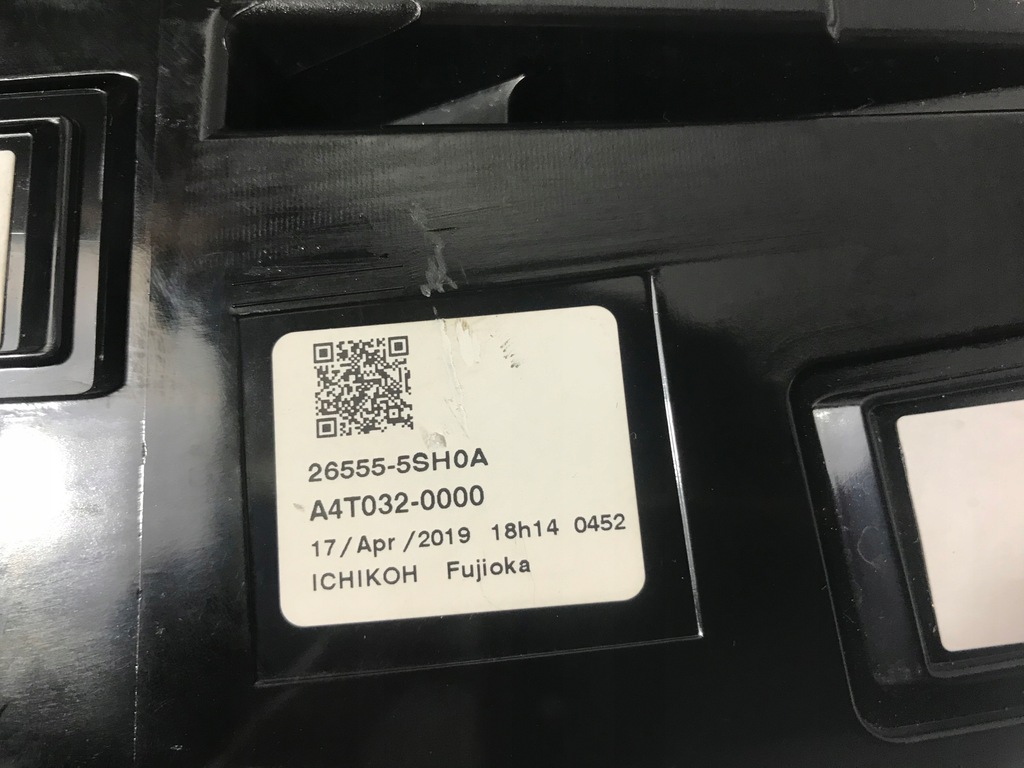 26555-5SH0A
A4T032-0000
17/Apr/2019 18h14 0452
ICHIKOH Fujioka